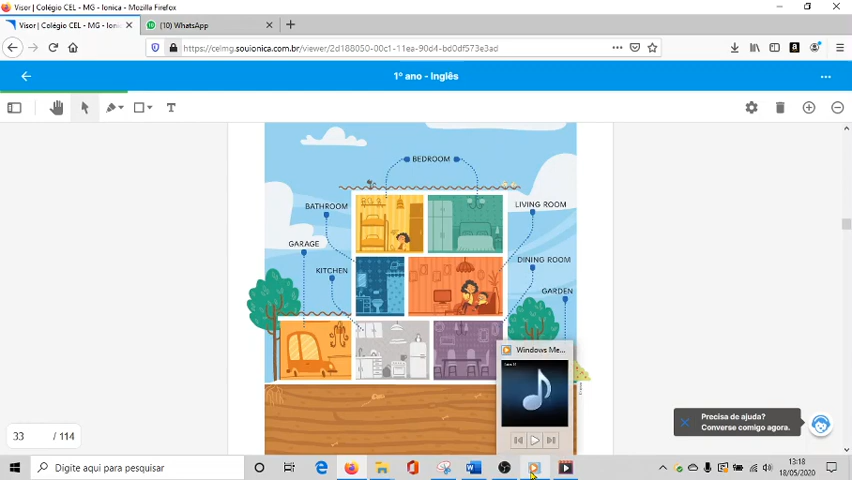 Visor | Colégio CEL - MG - Ionica - Mozilla Firefox
Visor | Colégio CEL - MG - Ionic
(10) WhatsApp
https://celmg.souionica.com.br/viewer/2d188050-00c1-11ea-90d4-bd0df573e3ad
1º ano - Inglês
BEDROOM
BATHROOM
LIVING ROOM
GARAGE
DINING ROOM
KITCHEN
GARDEN
Windows Me...
33 / 114
Precisa de ajuda?
Converse comigo agora.
Digite aqui para pesquisar
13:18
18/05/2020